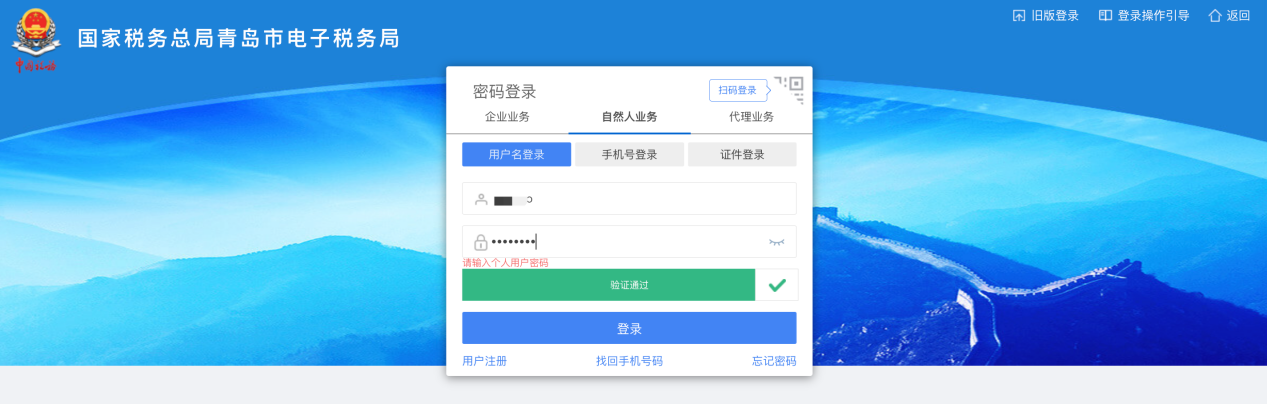 旧版登录 登录操作引导 返回
国家税务总局青岛市电子税务局
中国税务
密码登录 扫码登录
企业业务 自然人业务 代理业务
用户名登录 手机号登录 证件登录
••••••••
请输入个人用户密码
验证通过
登录
用户注册 找回手机号码 忘记密码